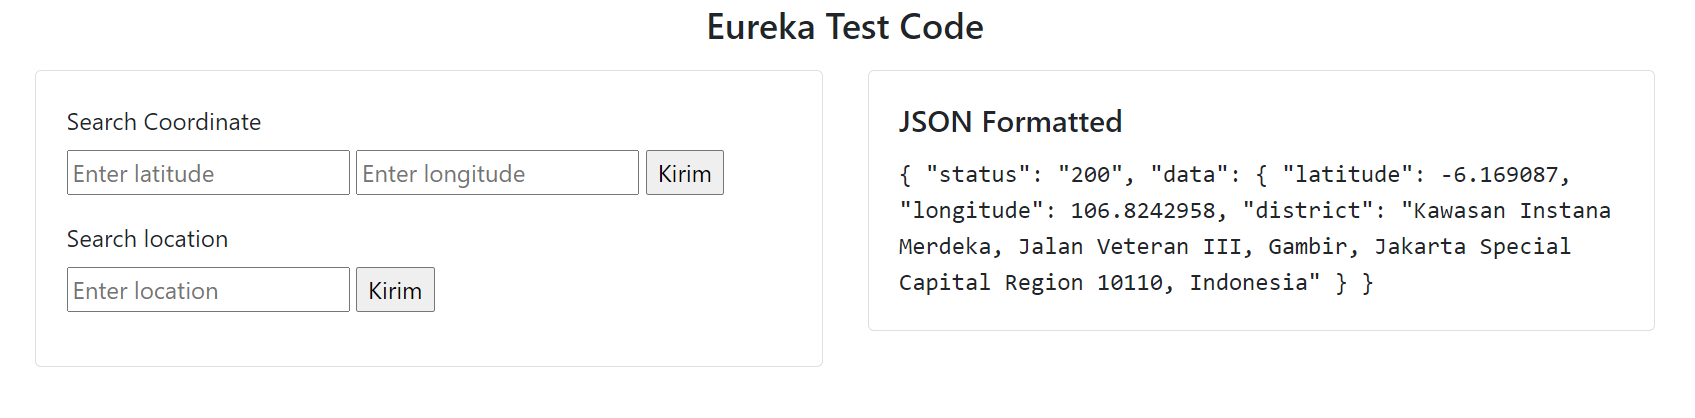 Eureka Test Code
Search Coordinate
Enter latitude Enter longitude Kirim
Search location
Enter location Kirim
JSON Formatted
{ "status": "200", "data": { "latitude": -6.169087,
"longitude": 106.8242958, "district": "Kawasan Instana
Merdeka, Jalan Veteran III, Gambir, Jakarta Special
Capital Region 10110, Indonesia" } }